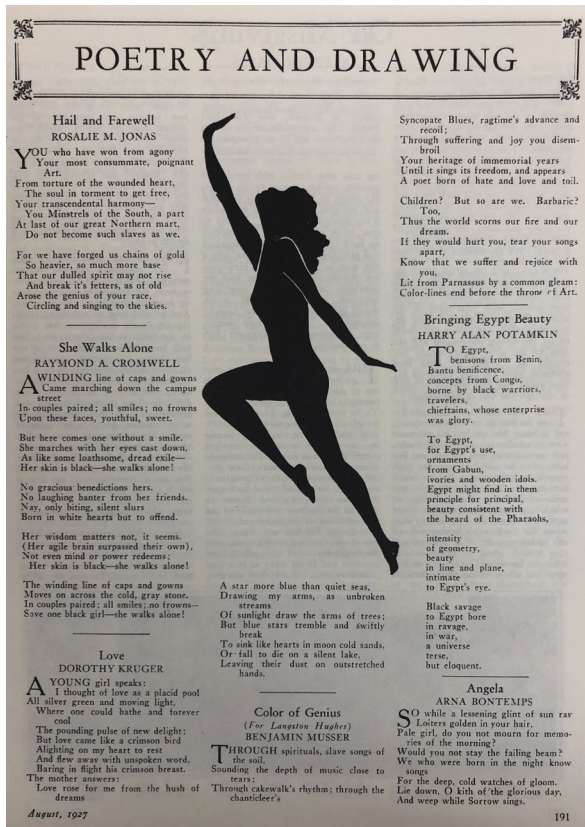 POETRY AND DRAWING
Hail and Farewell
ROSALIE M. JONAS
YOU who have won from agony
Your most consummate, poignant
Art.
From torture of the wounded heart,
The soul in torment to get free,
Your transcendental harmony—
You Minstrels of the South, a part
At last of our great Northern mart,
Do not become such slaves as we.
For we have forged us chains of gold
So heavier, so much more base
That our dulled spirit may not rise
And break it's fetters, as of old
Arose the genius of your race,
Circling and singing to the skies.
She Walks Alone
RAYMOND A. CROMWELL
A WINDING line of caps and gowns
Came marching down the campus
street
In couples paired; all smiles; no frowns
Upon these faces, youthful, sweet.
But here comes one without a smile.
She marches with her eyes cast down,
As like some loathsome, dread exile—
Her skin is black—she walks alone!
No gracious benedictions hers.
No laughing banter from her friends.
Nay, only biting, silent slurs
Born in white hearts but to offend.
Her wisdom matters not, it seems.
(Her agile brain surpassed their own),
Not even mind or power redeems;
Her skin is black—she walks alone!
The winding line of caps and gowns
Moves on across the cold, gray stone.
In couples paired; all smiles; no frowns--
Save one black girl—she walks alone!
Love
DOROTHY KRUGER
A YOUNG girl speaks:
I thought of love as a placid pool
All silver green and moving light,
Where one could bathe and forever
cool
The pounding pulse of new delight;
But love came like a crimson bird
Alighting on my heart to rest
And flew away with unspoken word,
Baring in flight his crimson breast.
The mother answers:
Love rose for me from the hush of
dreams
A star more blue than quiet seas,
Drawing my arms, as unbroken
streams
Of sunlight draw the arms of trees;
But blue stars tremble and swiftly
break
To sink like hearts in moon cold sands,
Or fall to die on a silent lake,
Leaving their dust on outstretched
hands.
Color of Genius
(For Langston Hughes)
BENJAMIN MUSSER
THROUGH spirituals, slave songs of
the soil,
Sounding the depth of music close to
tears;
Through cakewalk's rhythm; through the
chanticleer's
Syncopate Blues, ragtime's advance and
recoil;
Through suffering and joy you disem-
broil
Your heritage of immemorial years
Until it sings its freedom, and appears
A poet born of hate and love and toil.
Children? But so are we. Barbaric?
Too,
Thus the world scorns our fire and our
dream.
If they would hurt you, tear your songs
apart,
Know that we suffer and rejoice with
you,
Lit from Parnassus by a common gleam:
Color-lines end before the throne of Art.
Bringing Egypt Beauty
HARRY ALAN POTAMKIN
TO Egypt,
benisons from Benin,
Bantu benificence,
concepts from Congo,
borne by black warriors,
travelers,
chieftains, whose enterprise
was glory.
To Egypt,
for Egypt's use,
ornaments
from Gabun,
ivories and wooden idols.
Egypt might find in them
principle for principal,
beauty consistent with
the beard of the Pharaohs,
intensity
of geometry,
beauty
in line and plane,
intimate
to Egypt's eye.
Black savage
to Egypt bore
in ravage,
in war,
a universe
terse,
but eloquent.
Angela
ARNA BONTEMPS
SO while a lessening glint of sun ray
Loiters golden in your hair,
Pale girl, do you not mourn for memo-
ries of the morning?
Would you not stay the failing beam?
We who were born in the night know
songs
For the deep, cold watches of gloom.
Lie down, O kith of the glorious day,
And weep while Sorrow sings.
August, 1927
191